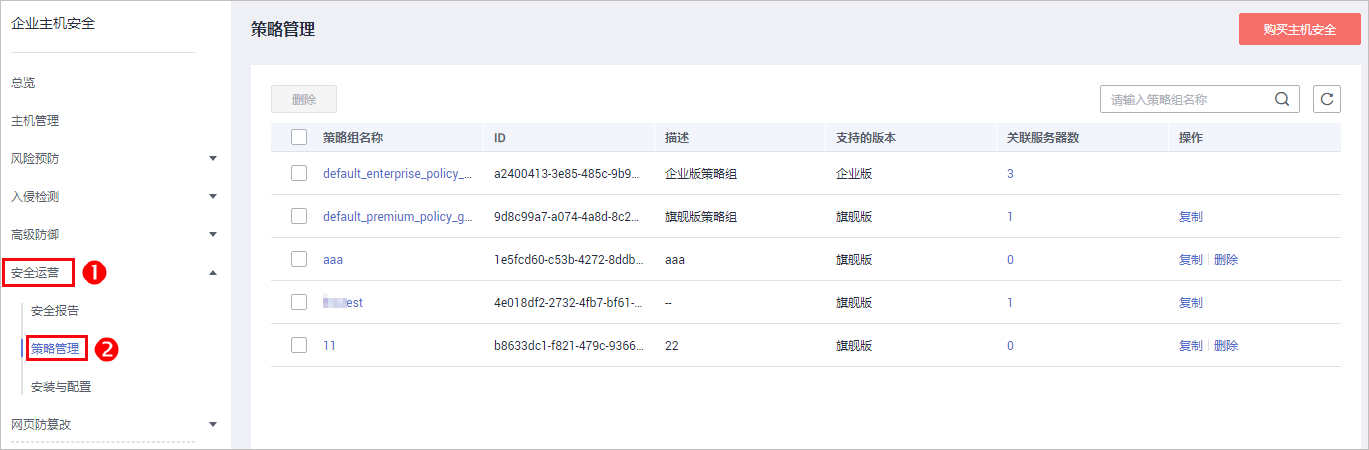 企业主机安全
总览
主机管理
风险预防
入侵检测
高级防御
安全运营 1
安全报告
策略管理 2
安装与配置
网页防篡改
策略管理
购买主机安全
删除
请输入策略组名称
策略组名称 ID 描述 支持的版本 关联服务器数 操作
default_enterprise_policy_... a2400413-3e85-485c-9b9... 企业版策略组 企业版 3
default_premium_policy_g... 9d8c99a7-a074-4a8d-8c2... 旗舰版策略组 旗舰版 1 复制
aaa 1e5fcd60-c53b-4272-8ddb... aaa 旗舰版 0 复制 删除
est 4e018df2-2732-4fb7-bf61-... -- 旗舰版 1 复制
11 b8633dc1-f821-479c-9366... 22 旗舰版 0 复制 删除